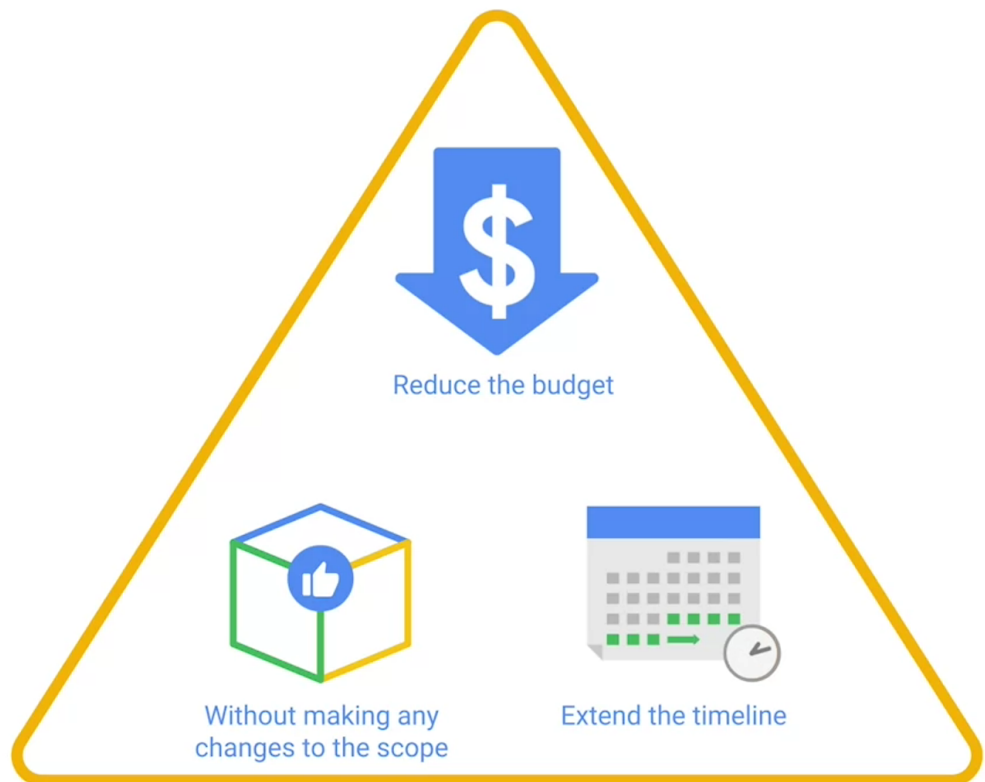 $
Reduce the budget
Without making any
changes to the scope
Extend the timeline